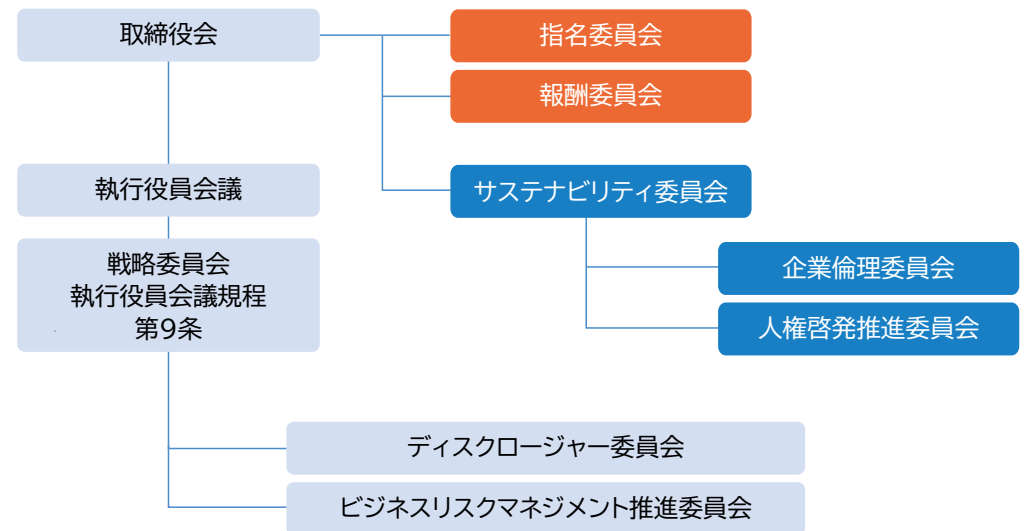 取締役会
指名委員会
報酬委員会
執行役員会議
サステナビリティ委員会
戦略委員会
執行役員会議規程
第9条
企業倫理委員会
人権啓発推進委員会
ディスクロージャー委員会
ビジネスリスクマネジメント推進委員会